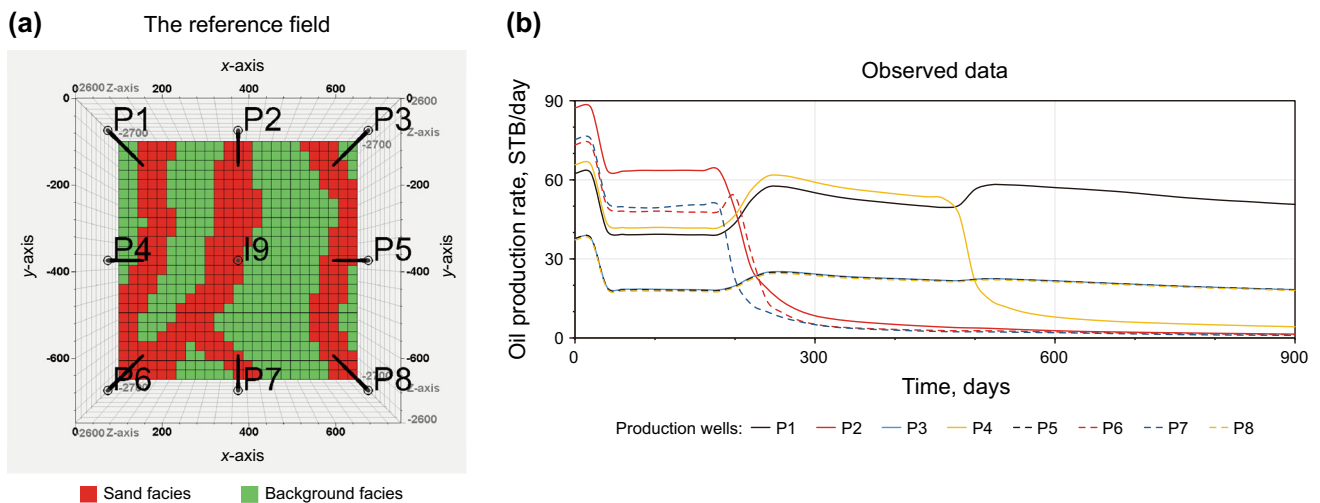 (a)
The reference field
x-axis
0 2600 Z-axis 200 400 600 0 2600
0 Z-axis
P1 P2 P3
-2700 -2700
-200
y-axis
P4 I9 P5
-400
y-axis
-600
P6 P7 P8
-2700 -2700
Z-axis
-2600
0 2600 Z-axis 200 400 600
x-axis
Sand facies Background facies
(b)
Observed data
Oil production rate, STB/day
90
60
30
0
0 300 600 900
Time, days
Production wells: P1 P2 P3 P4 P5 P6 P7 P8